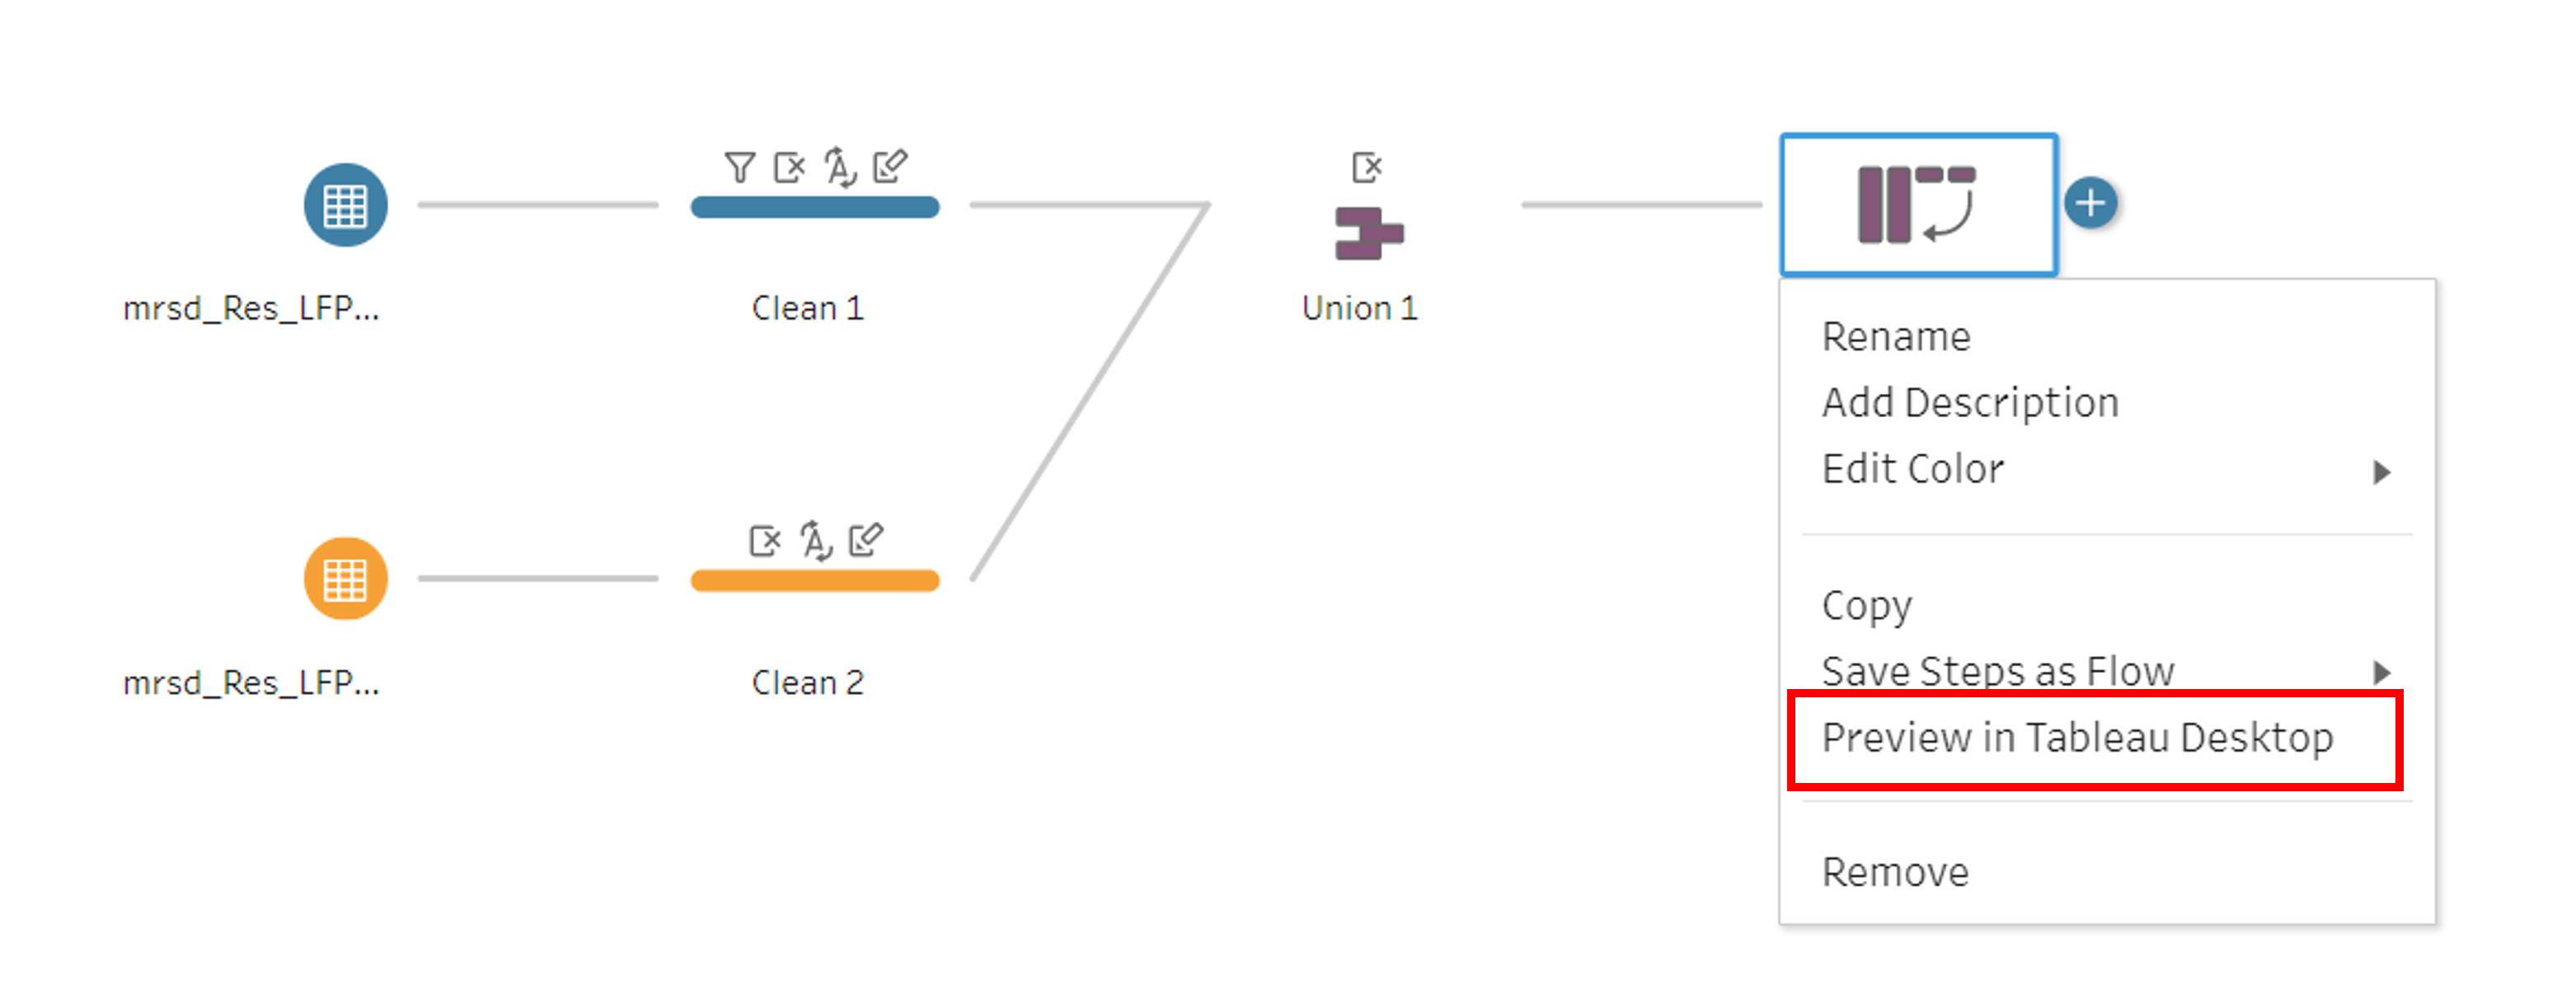 mrsd_Res_LFP...
Clean 1
Union 1
mrsd_Res_LFP...
Clean 2
Rename
Add Description
Edit Color
Copy
Save Steps as Flow
Preview in Tableau Desktop
Remove